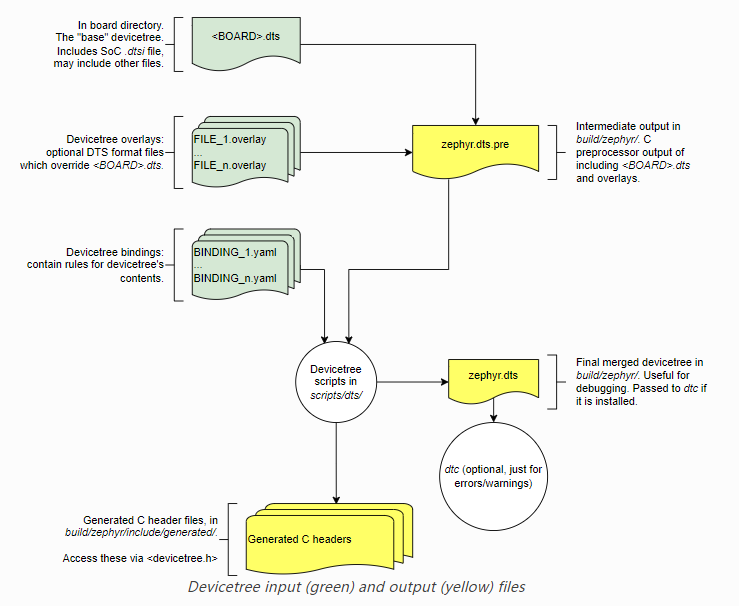 In board directory.
The "base" devicetree.
Includes SoC .dtsi file,
may include other files.
<BOARD>.dts
Devicetree overlays:
optional DTS format files
which override <BOARD>.dts.
FILE_1.overlay
...
FILE_n.overlay
zephyr.dts.pre
Intermediate output in
build/zephyr/. C
preprocessor output of
including <BOARD>.dts
and overlays.
Devicetree bindings:
contain rules for devicetree's
contents.
BINDING_1.yaml
...
BINDING_n.yaml
Devicetree
scripts in
scripts/dts/
zephyr.dts
Final merged devicetree in
build/zephyr/. Useful for
debugging. Passed to dtc if
it is installed.
dtc (optional, just for
errors/warnings)
Generated C header files, in
build/zephyr/include/generated/.
Access these via <devicetree.h>
Generated C headers
Devicetree input (green) and output (yellow) files